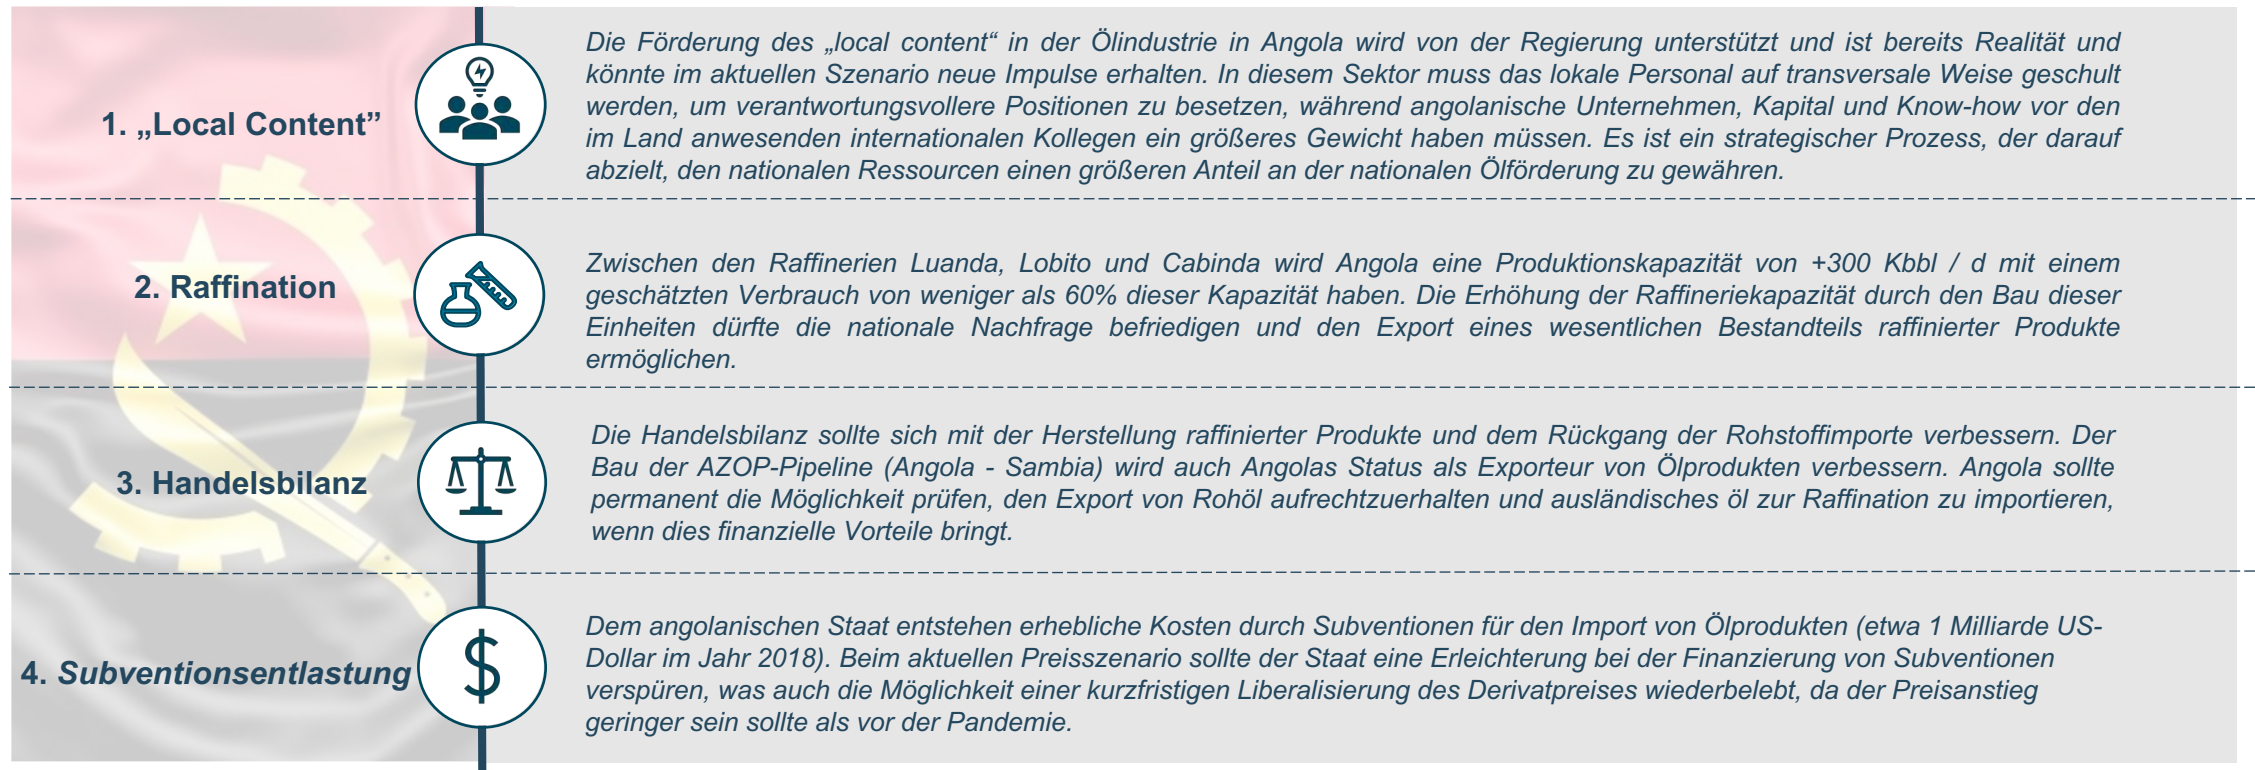 1. „Local Content”
Die Förderung des „local content“ in der Ölindustrie in Angola wird von der Regierung unterstützt und ist bereits Realität und
könnte im aktuellen Szenario neue Impulse erhalten. In diesem Sektor muss das lokale Personal auf transversale Weise geschult
werden, um verantwortungsvollere Positionen zu besetzen, während angolanische Unternehmen, Kapital und Know-how vor den
im Land anwesenden internationalen Kollegen ein größeres Gewicht haben müssen. Es ist ein strategischer Prozess, der darauf
abzielt, den nationalen Ressourcen einen größeren Anteil an der nationalen Ölförderung zu gewähren.
2. Raffination
Zwischen den Raffinerien Luanda, Lobito und Cabinda wird Angola eine Produktionskapazität von +300 Kbbl / d mit einem
geschätzten Verbrauch von weniger als 60% dieser Kapazität haben. Die Erhöhung der Raffineriekapazität durch den Bau dieser
Einheiten dürfte die nationale Nachfrage befriedigen und den Export eines wesentlichen Bestandteils raffinierter Produkte
ermöglichen.
3. Handelsbilanz
Die Handelsbilanz sollte sich mit der Herstellung raffinierter Produkte und dem Rückgang der Rohstoffimporte verbessern. Der
Bau der AZOP-Pipeline (Angola - Sambia) wird auch Angolas Status als Exporteur von Ölprodukten verbessern. Angola sollte
permanent die Möglichkeit prüfen, den Export von Rohöl aufrechtzuerhalten und ausländisches öl zur Raffination zu importieren,
wenn dies finanzielle Vorteile bringt.
4. Subventionsentlastung
$
Dem angolanischen Staat entstehen erhebliche Kosten durch Subventionen für den Import von Ölprodukten (etwa 1 Milliarde US-
Dollar im Jahr 2018). Beim aktuellen Preisszenario sollte der Staat eine Erleichterung bei der Finanzierung von Subventionen
verspüren, was auch die Möglichkeit einer kurzfristigen Liberalisierung des Derivatpreises wiederbelebt, da der Preisanstieg
geringer sein sollte als vor der Pandemie.